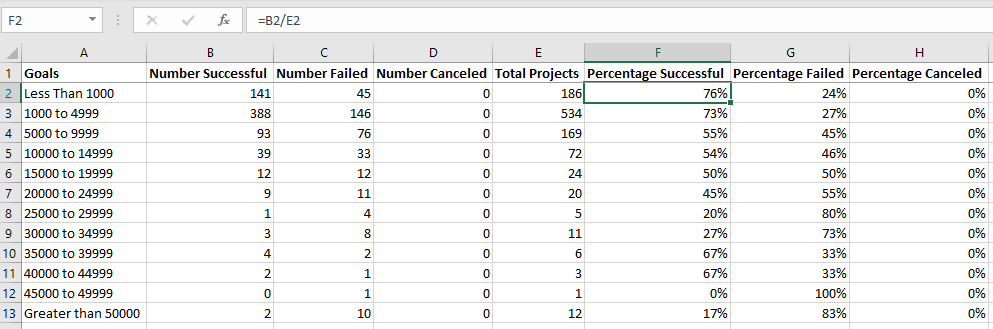 F2 fx =B2/E2
A B C D E F G H
1 Goals Number Successful Number Failed Number Canceled Total Projects Percentage Successful Percentage Failed Percentage Canceled
2 Less Than 1000 141 45 0 186 76% 24% 0%
3 1000 to 4999 388 146 0 534 73% 27% 0%
4 5000 to 9999 93 76 0 169 55% 45% 0%
5 10000 to 14999 39 33 0 72 54% 46% 0%
6 15000 to 19999 12 12 0 24 50% 50% 0%
7 20000 to 24999 9 11 0 20 45% 55% 0%
8 25000 to 29999 1 4 0 5 20% 80% 0%
9 30000 to 34999 3 8 0 11 27% 73% 0%
10 35000 to 39999 4 2 0 6 67% 33% 0%
11 40000 to 44999 2 1 0 3 67% 33% 0%
12 45000 to 49999 0 1 0 1 0% 100% 0%
13 Greater than 50000 2 10 0 12 17% 83% 0%